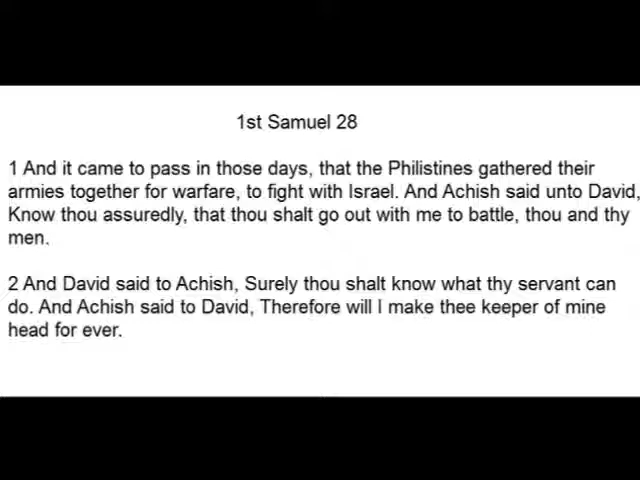 1st Samuel 28
1 And it came to pass in those days, that the Philistines gathered their
armies together for warfare, to fight with Israel. And Achish said unto David,
Know thou assuredly, that thou shalt go out with me to battle, thou and thy
men.
2 And David said to Achish, Surely thou shalt know what thy servant can
do. And Achish said to David, Therefore will I make thee keeper of mine
head for ever.